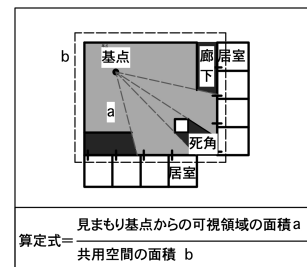 b
基点
廊下
居室
a
死角
居室
算定式=
見まもり基点からの可視領域の面積a
共用空間の面積 b